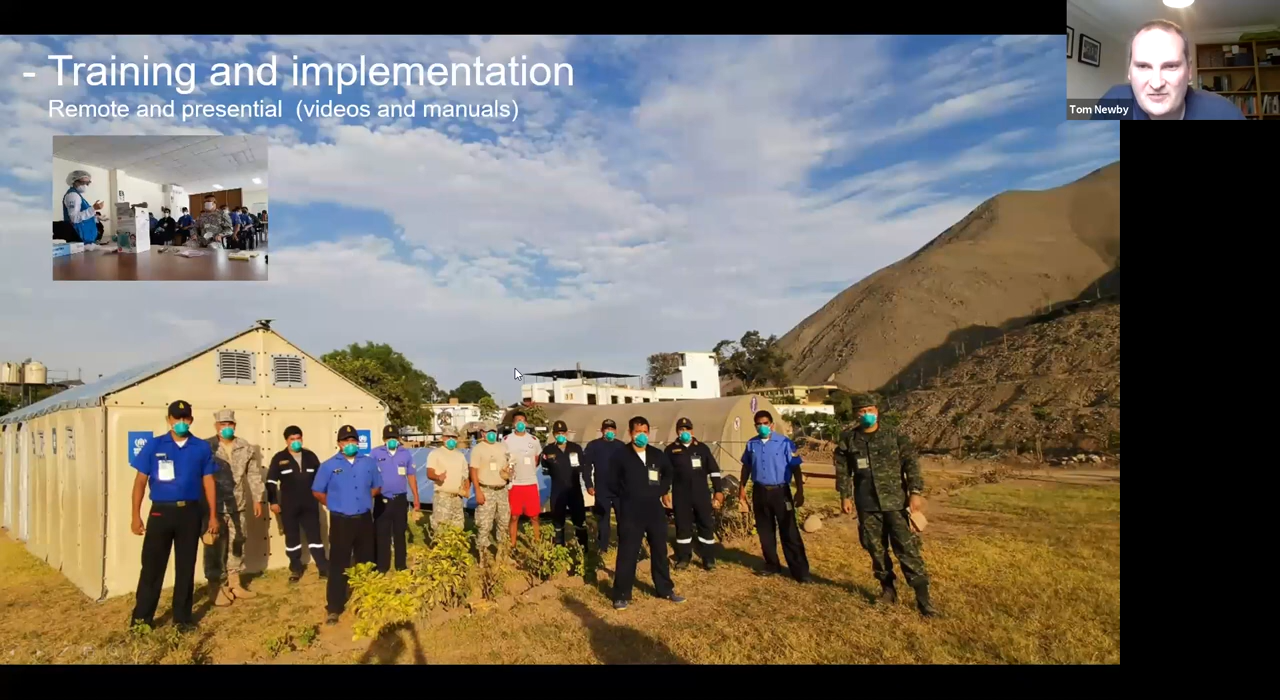 - Training and implementation
Remote and presential (videos and manuals)
Tom Newby